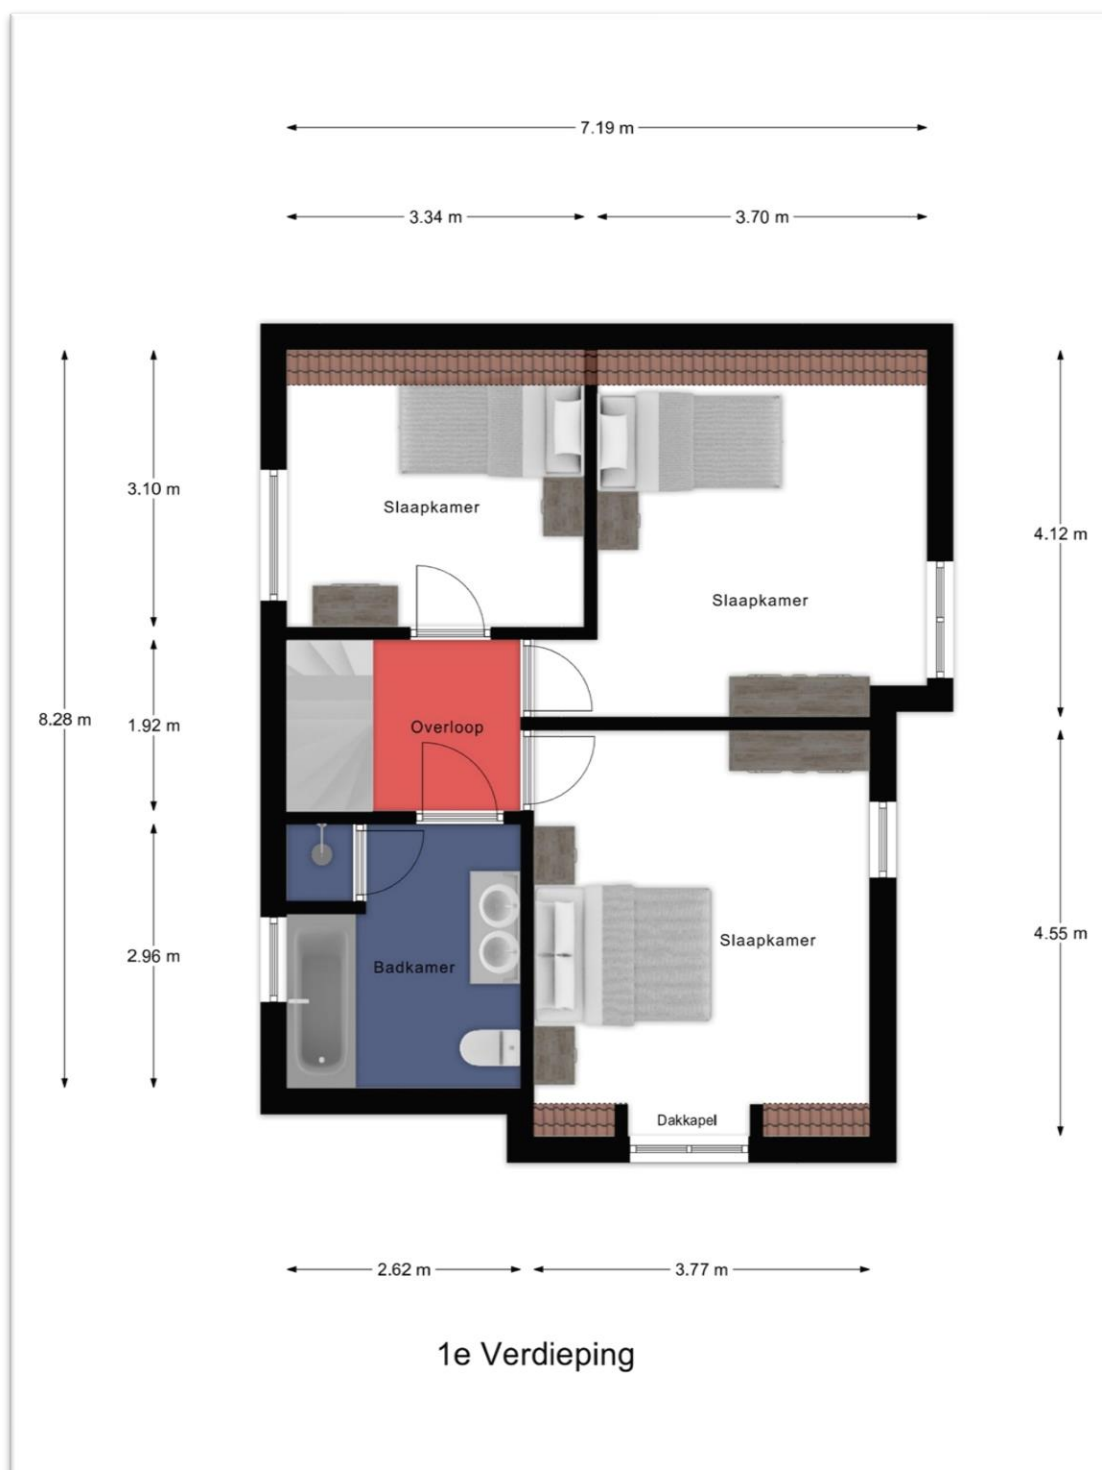 7.19 m
3.34 m
3.70 m
3.10 m
Slaapkamer
4.12 m
Slaapkamer
8.28 m
1.92 m
Overloop
4.55 m
Slaapkamer
2.96 m
Badkamer
Dakkapel
2.62 m
3.77 m
1e Verdieping